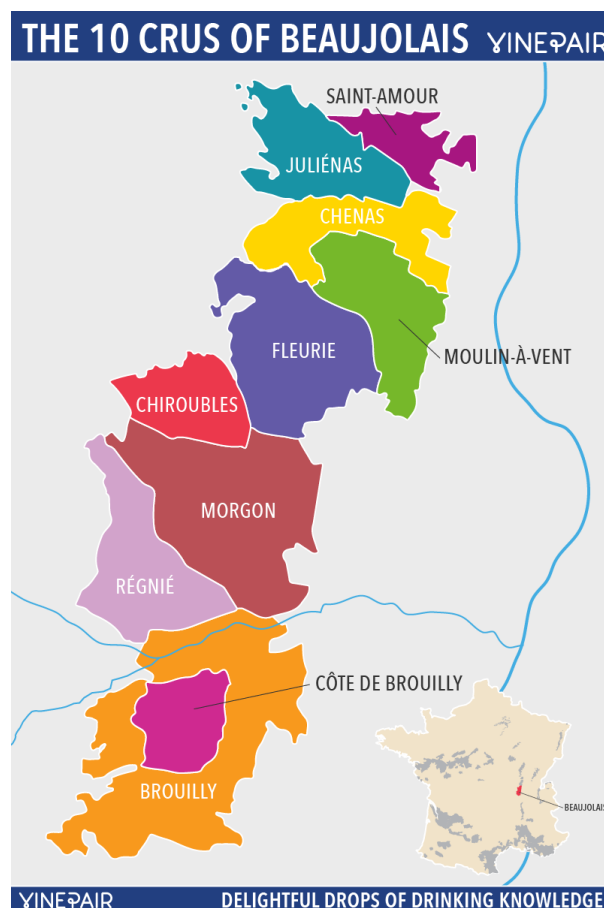 THE 10 CRUS OF BEAUJOLAIS VINEPAIR
SAINT-AMOUR
JULIÉNAS
CHENAS
FLEURIE
MOULIN-À-VENT
CHIROUBLES
MORGON
RÉGNIÉ
CÔTE DE BROUILLY
BROUILLY
BEAUJOLAIS
VINEPAIR DELIGHTFUL DROPS OF DRINKING KNOWLEDGE